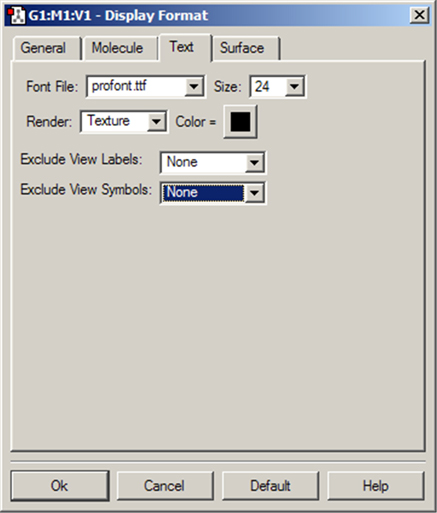 G1:M1:V1 - Display Format
General Molecule Text Surface
Font File: profont.ttf Size: 24
Render: Texture Color =
Exclude View Labels: None
Exclude View Symbols: None
Ok Cancel Default Help